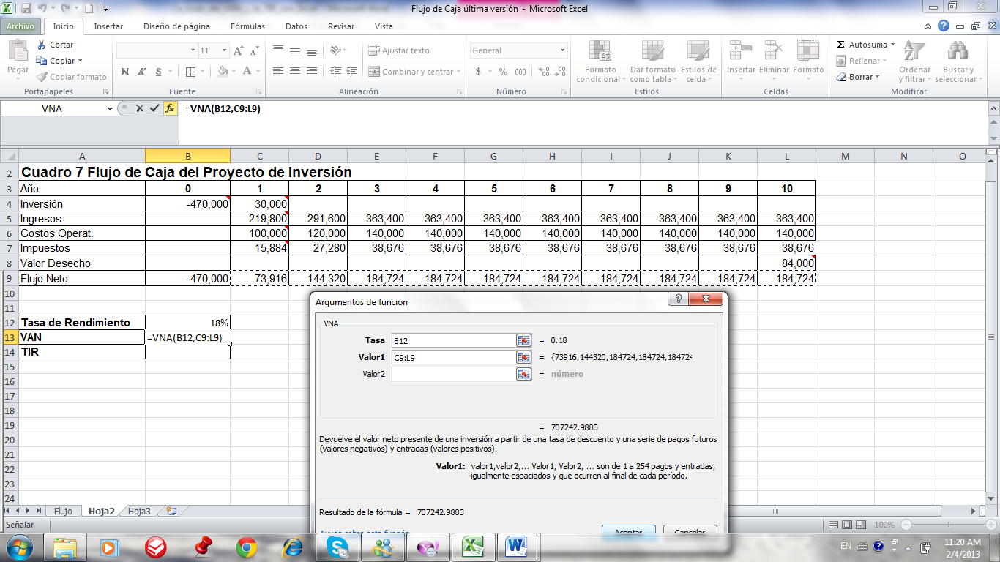 Flujo de Caja última versión - Microsoft Excel
Archivo Inicio Insertar Diseño de página Fórmulas Datos Revisar Vista
Pegar
Cortar
Copiar
Copiar formato
Portapapeles
11
N K S
Fuente
Ajustar texto
Combinar y centrar
Alineación
General
$ % 000
Número
Formato condicional
Dar formato como tabla
Estilos de celda
Estilos
Insertar Eliminar Formato
Celdas
Σ Autosuma
Rellenar
Borrar
Ordenar y filtrar
Buscar y seleccionar
Modificar
VNA fx =VNA(B12,C9:L9)
A B C D E F G H I J K L M N O
2 Cuadro 7 Flujo de Caja del Proyecto de Inversión
3 Año 0 1 2 3 4 5 6 7 8 9 10
4 Inversión -470,000 30,000
5 Ingresos 219,800 291,600 363,400 363,400 363,400 363,400 363,400 363,400 363,400 363,400
6 Costos Operat. 100,000 120,000 140,000 140,000 140,000 140,000 140,000 140,000 140,000 140,000
7 Impuestos 15,884 27,280 38,676 38,676 38,676 38,676 38,676 38,676 38,676 38,676
8 Valor Desecho 84,000
9 Flujo Neto -470,000 73,916 144,320 184,724 184,724 184,724 184,724 184,724 184,724 184,724 184,724
10
11
12 Tasa de Rendimiento 18%
13 VAN =VNA(B12,C9:L9)
14 TIR
15
16
17
18
19
20
21
22
23
24
Argumentos de función
VNA
Tasa B12 = 0.18
Valor1 C9:L9 = {73916,144320,184724,184724,184724
Valor2 = número
= 707242.9883
Devuelve el valor neto presente de una inversión a partir de una tasa de descuento y una serie de pagos futuros
(valores negativos) y entradas (valores positivos).
Valor1: valor1,valor2,... Valor1, Valor2, ... son de 1 a 254 pagos y entradas,
igualmente espaciados y que ocurren al final de cada período.
Resultado de la fórmula = 707242.9883
Ayuda sobre esta función Aceptar Cancelar
Flujo Hoja2 Hoja3
Señalar 100%
EN 11:20 AM
2/4/2013